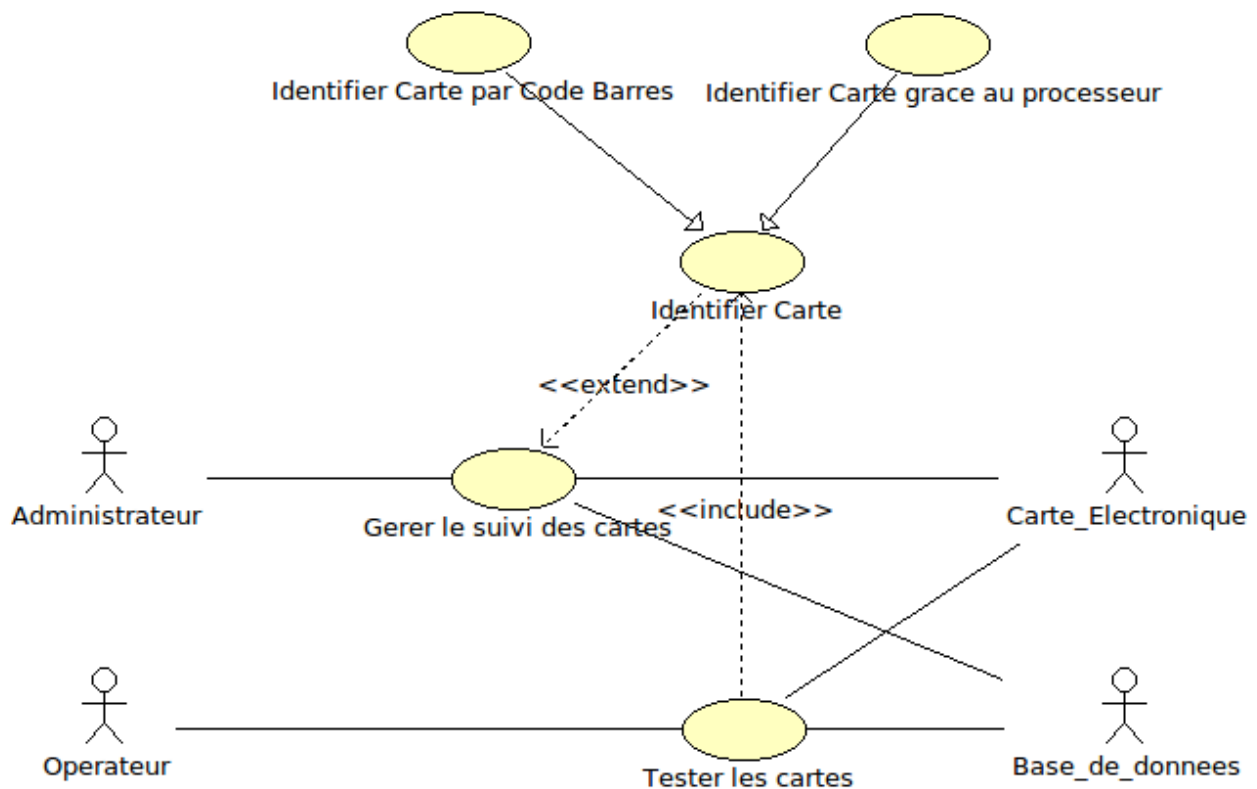 Identifier Carte par Code Barres
Identifier Carte grace au processeur
Identifier Carte
<<extend>>
Administrateur
Gerer le suivi des cartes
<<include>>
Carte_Electronique
Operateur
Tester les cartes
Base_de_donnees